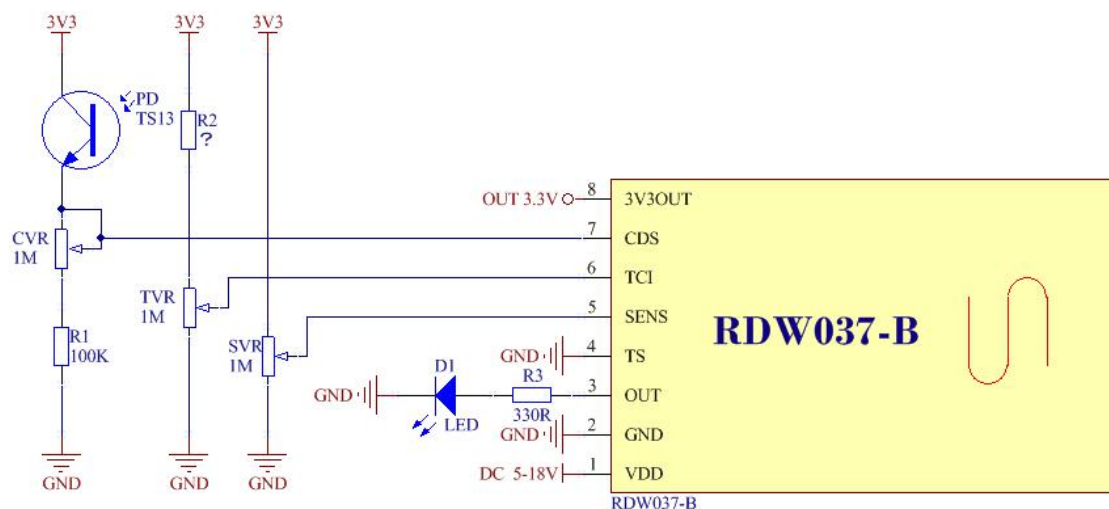 3V3
3V3
3V3
PD
TS13
R2
?
OUT 3.3V
8
3V3OUT
CVR
1M
7
CDS
6
TCI
TVR
1M
5
SENS
R1
100K
SVR
1M
GND
4
TS
RDW037-B
D1
R3
GND
3
OUT
LED
330R
GND
2
GND
GND
GND
GND
DC 5-18V
1
VDD
RDW037-B